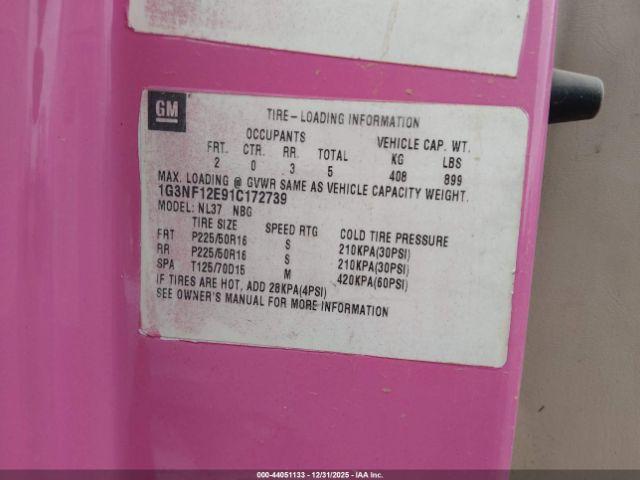 GM
TIRE-LOADING INFORMATION
OCCUPANTS VEHICLE CAP. WT.
FRT. CTR. RR. TOTAL KG LBS
2 0 3 5 408 899
MAX. LOADING @ GVWR SAME AS VEHICLE CAPACITY WEIGHT.
1G3NF12E91C172739
MODEL: NL37 NBG
TIRE SIZE SPEED RTG COLD TIRE PRESSURE
FRT P225/50R16 S 210KPA(30PSI)
RR P225/50R16 S 210KPA(30PSI)
SPA T125/70D15 M 420KPA(60PSI)
IF TIRES ARE HOT, ADD 28KPA(4PSI)
SEE OWNER'S MANUAL FOR MORE INFORMATION
000-44051133 - 12/31/2025 - IAA, Inc.